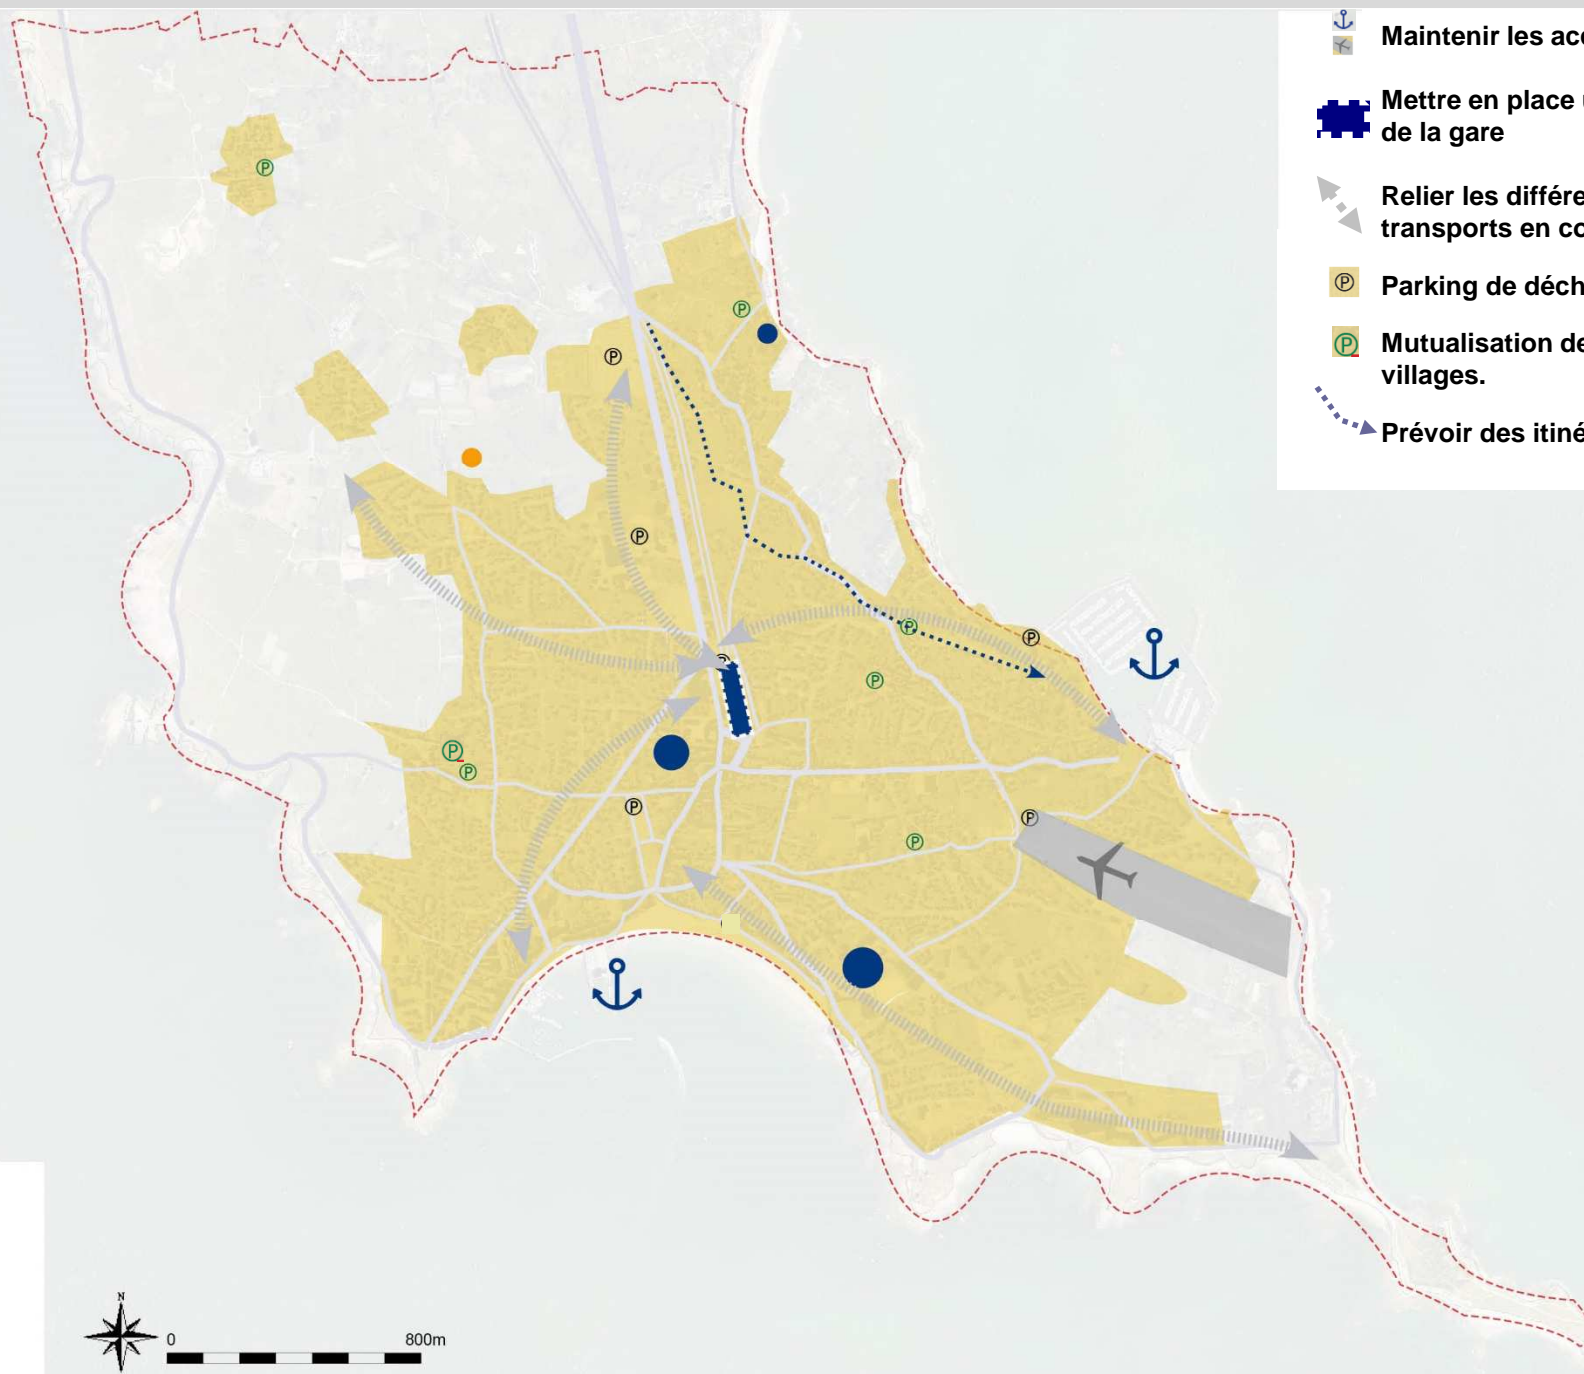 Maintenir les acc
Mettre en place u
de la gare
Relier les différe
transports en co
P Parking de déch
P Mutualisation de
villages.
Prévoir des itiné
P
P
P
P
P
P
P
P
P
P
P
P
P
P
N
0 800m